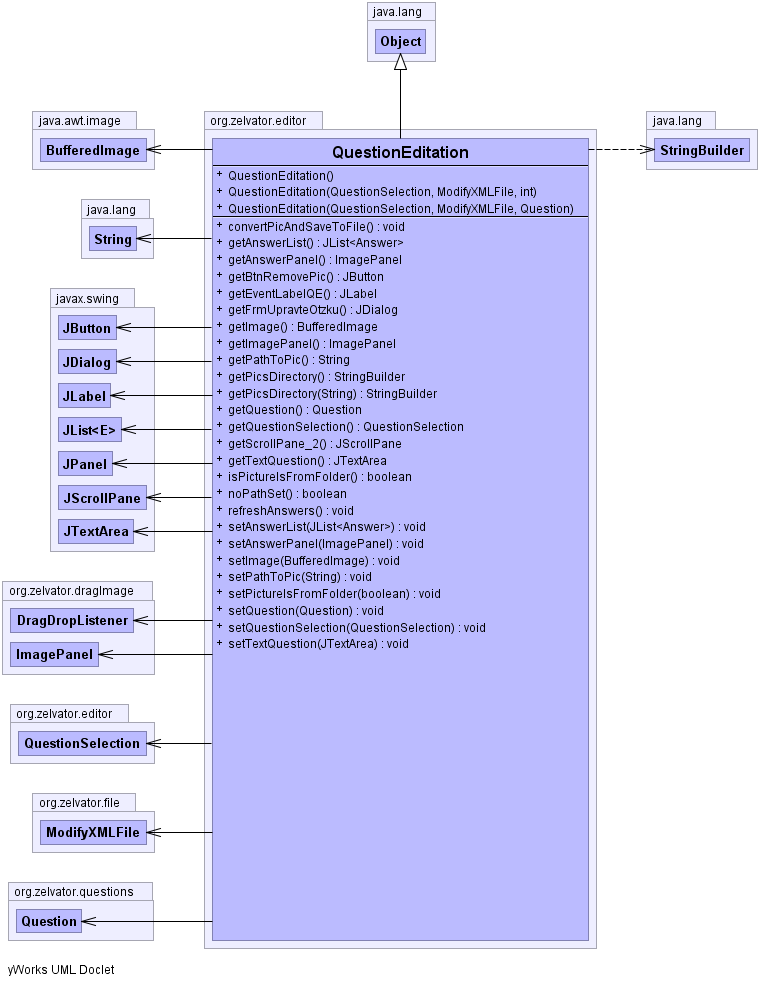 java.lang
Object
java.awt.image
BufferedImage
java.lang
String
javax.swing
JButton
JDialog
JLabel
JList<E>
JPanel
JScrollPane
JTextArea
org.zelvator.dragImage
DragDropListener
ImagePanel
org.zelvator.editor
QuestionSelection
org.zelvator.file
ModifyXMLFile
org.zelvator.questions
Question
org.zelvator.editor
QuestionEditation
+ QuestionEditation()
+ QuestionEditation(QuestionSelection, ModifyXMLFile, int)
+ QuestionEditation(QuestionSelection, ModifyXMLFile, Question)
+ convertPicAndSaveToFile() : void
+ getAnswerList() : JList<Answer>
+ getAnswerPanel() : ImagePanel
+ getBtnRemovePic() : JButton
+ getEventLabelQE() : JLabel
+ getFrmUpravteOtzku() : JDialog
+ getImage() : BufferedImage
+ getImagePanel() : ImagePanel
+ getPathToPic() : String
+ getPicsDirectory() : StringBuilder
+ getPicsDirectory(String) : StringBuilder
+ getQuestion() : Question
+ getQuestionSelection() : QuestionSelection
+ getScrollPane_2() : JScrollPane
+ getTextQuestion() : JTextArea
+ isPictureIsFromFolder() : boolean
+ noPathSet() : boolean
+ refreshAnswers() : void
+ setAnswerList(JList<Answer>) : void
+ setAnswerPanel(ImagePanel) : void
+ setImage(BufferedImage) : void
+ setPathToPic(String) : void
+ setPictureIsFromFolder(boolean) : void
+ setQuestion(Question) : void
+ setQuestionSelection(QuestionSelection) : void
+ setTextQuestion(JTextArea) : void
java.lang
StringBuilder
yWorks UML Doclet